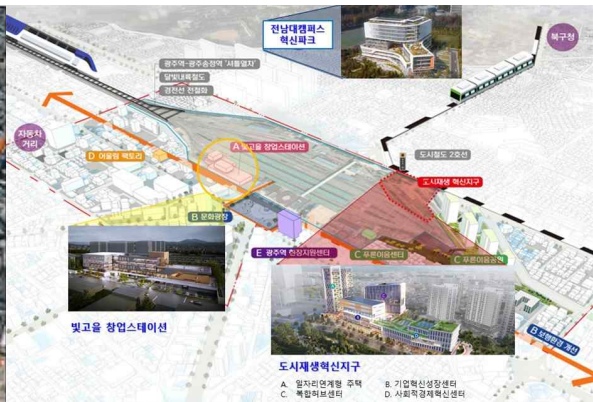 전남대캠퍼스
혁신파크
북구청
광주역-광주송정역 '셔틀열차'
달빛내륙철도
경전선 전철화
자동차
거리
A 빛고을 창업스테이션
D 어울림 팩토리
도시철도 2호선
도시재생 혁신지구
B 문화광장
E 광주역 현장지원센터
C 푸른이음센터
C 푸른이음공원
B 보행환경 개선
빛고을 창업스테이션
도시재생혁신지구
A. 일자리연계형 주택
B. 기업혁신성장센터
C. 복합허브센터
D. 사회적경제혁신센터